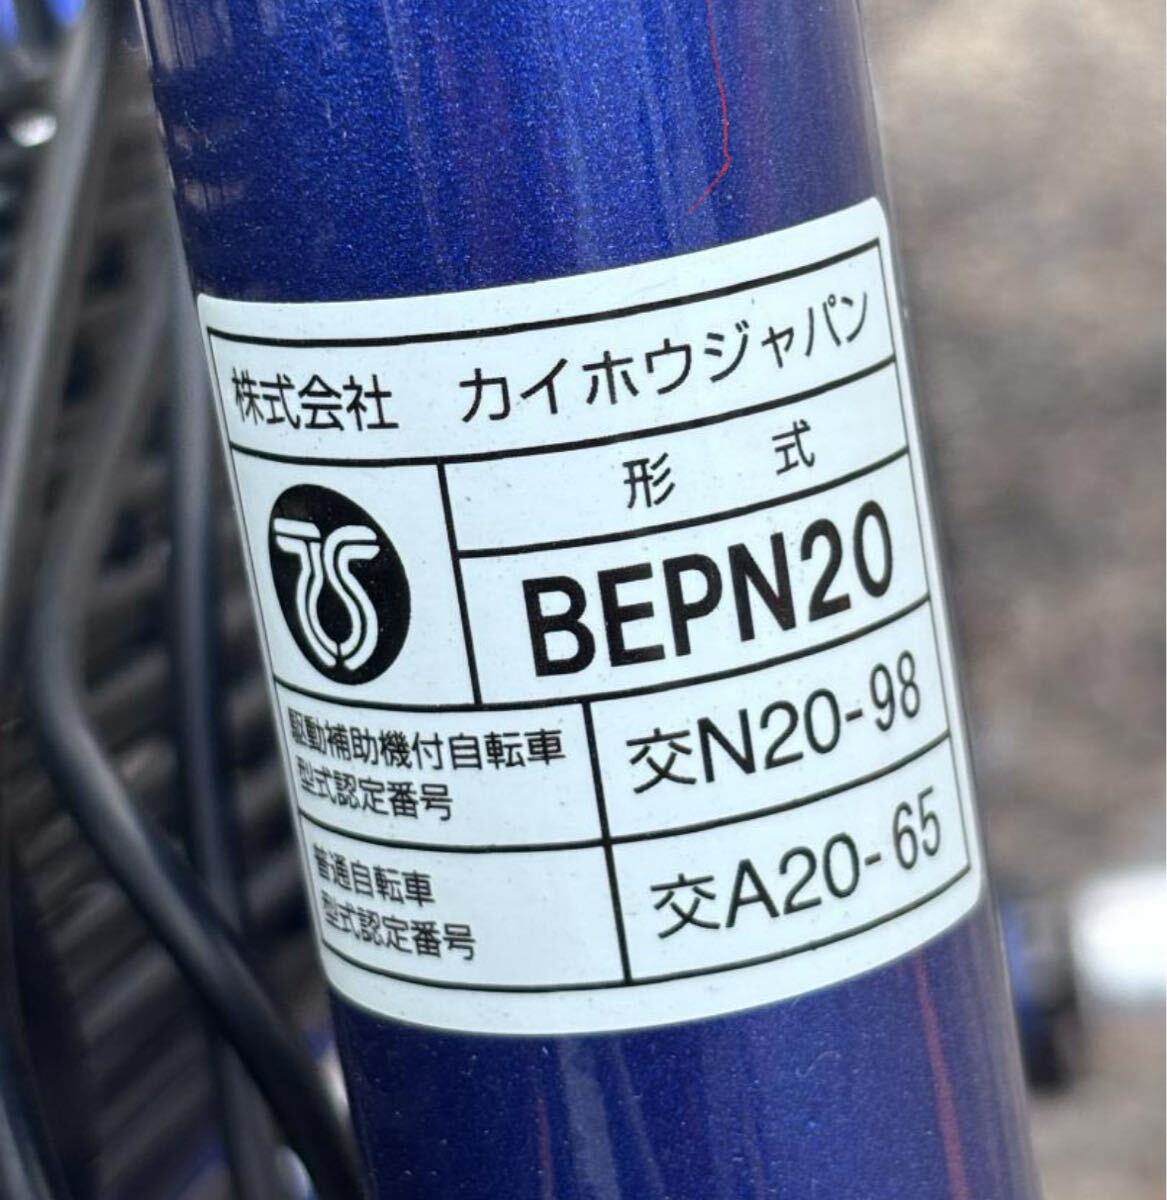 株式会社 カイホウジャパン
形 式
TS
BEPN20
駆動補助機付自転車
型式認定番号
交N20-98
普通自転車
型式認定番号
交A20-65